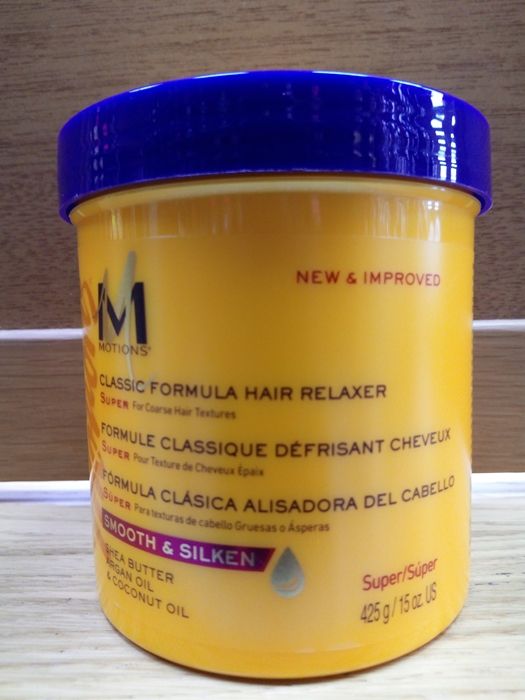 NEW & IMPROVED
M
MOTIONS
CLASSIC FORMULA HAIR RELAXER
SUPER For Coarse Hair Textures
FORMULE CLASSIQUE DÉFRISANT CHEVEUX
SUPER Pour Texture de Cheveux Épaix
FÓRMULA CLÁSICA ALISADORA DEL CABELLO
SUPER Para texturas de cabello Gruesas o Ásperas
SMOOTH & SILKEN
SHEA BUTTER
ARGAN OIL
& COCONUT OIL
Super/Súper
425 g / 15 oz. US